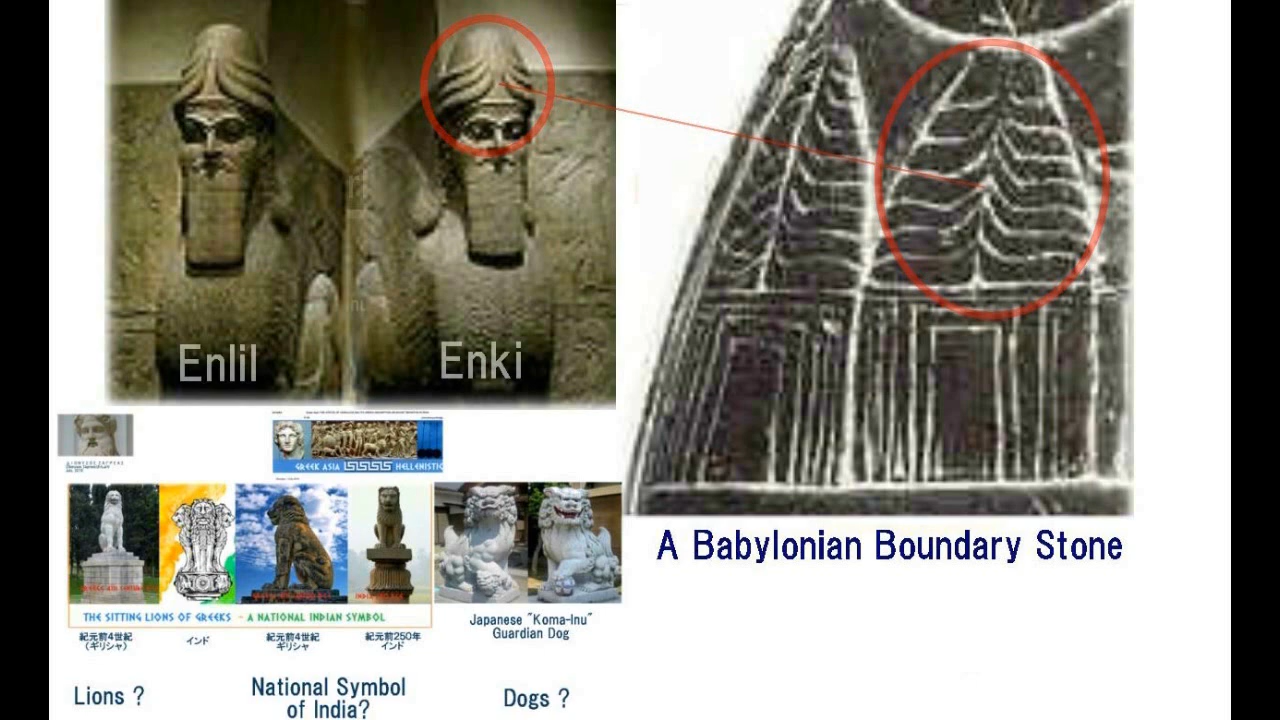 Enlil
Enki
A Babylonian Boundary Stone
GREEK ASIA
HELLENISTIC
THE SITTING LIONS OF GREEKS - A NATIONAL INDIAN SYMBOL
紀元前4世紀
(ギリシャ)
インド
紀元前4世紀
ギリシャ
紀元前250年
インド
Japanese "Koma-Inu"
Guardian Dog
Lions ?
National Symbol
of India?
Dogs ?